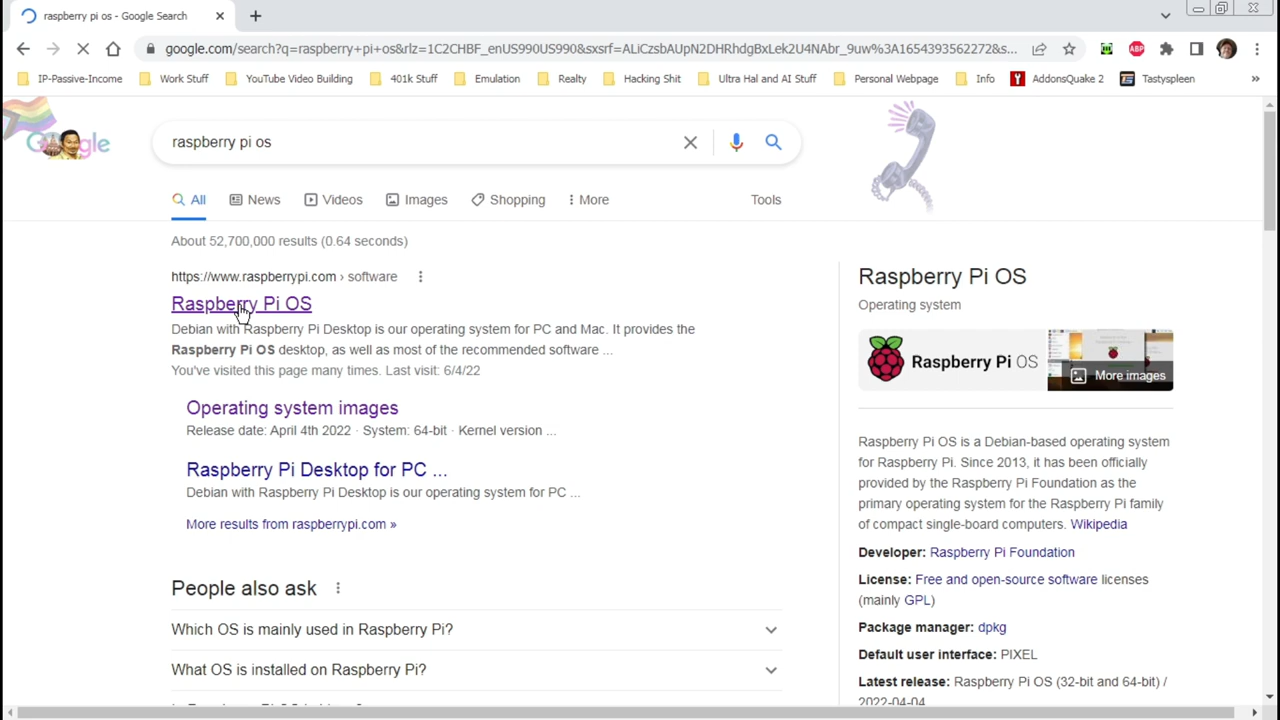 raspberry pi os - Google Search
google.com/search?q=raspberry+pi+os&rlz=1C2CHBF_enUS990US990&sxsrf=ALiCzsbAUpN2DHRhdgBxLek2U4NAbr_9uw%3A1654393562272&s...
ABP
IP-Passive-Income
Work Stuff
YouTube Video Building
401k Stuff
Emulation
Realty
Hacking Shit
Ultra Hal and AI Stuff
Personal Webpage
Info
AddonsQuake 2
Tastyspleen
»
raspberry pi os
All
News
Videos
Images
Shopping
More
Tools
About 52,700,000 results (0.64 seconds)
https://www.raspberrypi.com › software
Raspberry Pi OS
Debian with Raspberry Pi Desktop is our operating system for PC and Mac. It provides the
Raspberry Pi OS desktop, as well as most of the recommended software ...
You've visited this page many times. Last visit: 6/4/22
Operating system images
Release date: April 4th 2022 · System: 64-bit · Kernel version ...
Raspberry Pi Desktop for PC ...
Debian with Raspberry Pi Desktop is our operating system for PC ...
More results from raspberrypi.com »
People also ask
Which OS is mainly used in Raspberry Pi?
What OS is installed on Raspberry Pi?
Raspberry Pi OS
Operating system
Raspberry Pi OS
More images
Raspberry Pi OS is a Debian-based operating system
for Raspberry Pi. Since 2013, it has been officially
provided by the Raspberry Pi Foundation as the
primary operating system for the Raspberry Pi family
of compact single-board computers. Wikipedia
Developer: Raspberry Pi Foundation
License: Free and open-source software licenses
(mainly GPL)
Package manager: dpkg
Default user interface: PIXEL
Latest release: Raspberry Pi OS (32-bit and 64-bit) /
2022-04-04